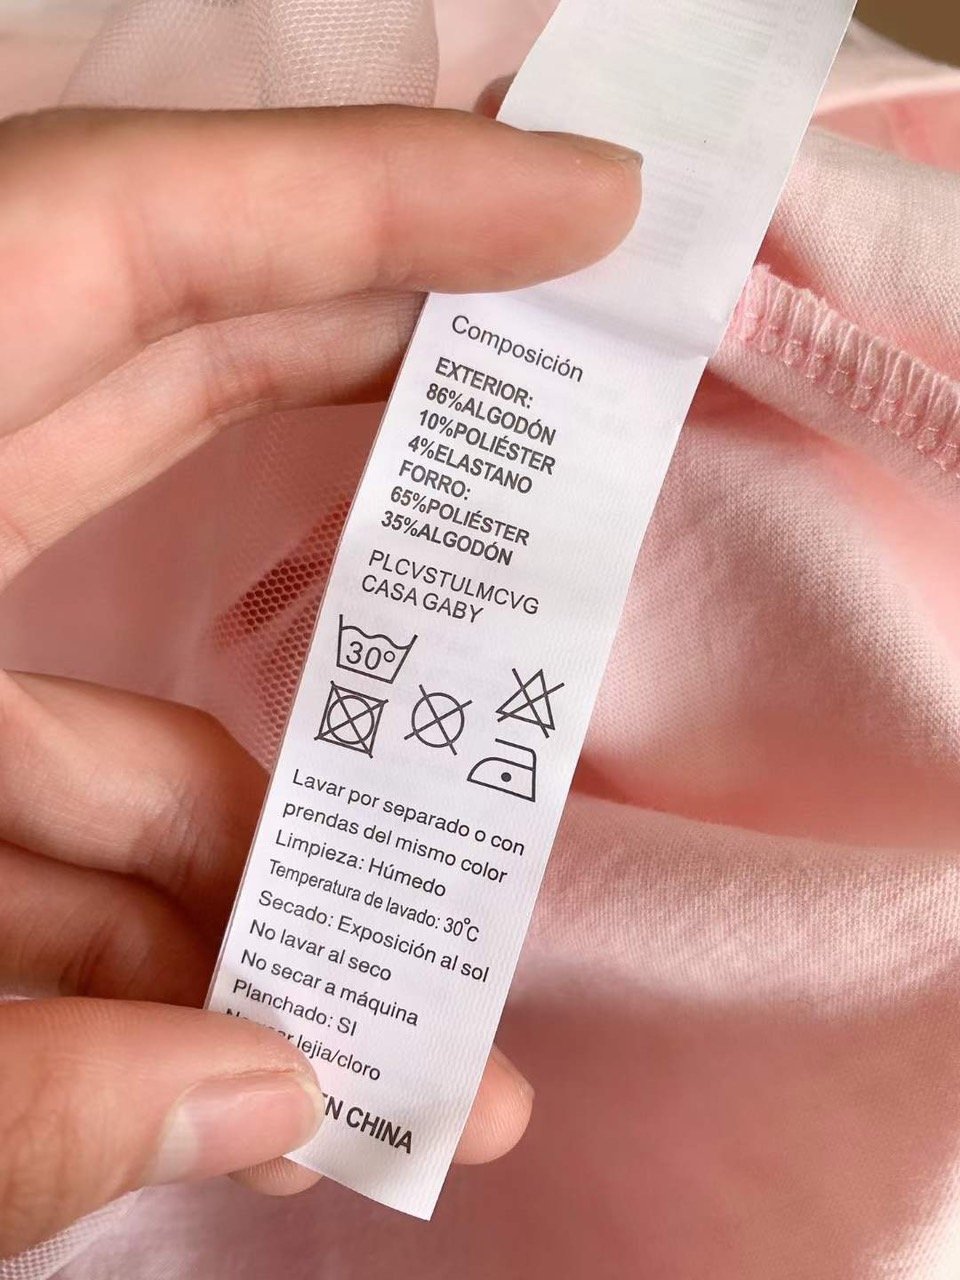 Composición
EXTERIOR:
86%ALGODÓN
10%POLIÉSTER
4%ELASTANO
FORRO:
65%POLIÉSTER
35%ALGODÓN
PLCVSTULMCVG
CASA GABY
30°
Lavar por separado o con
prendas del mismo color
Limpieza: Húmedo
Temperatura de lavado: 30°C
Secado: Exposición al sol
No lavar al seco
No secar a máquina
Planchado: SI
lejia/cloro
EN CHINA